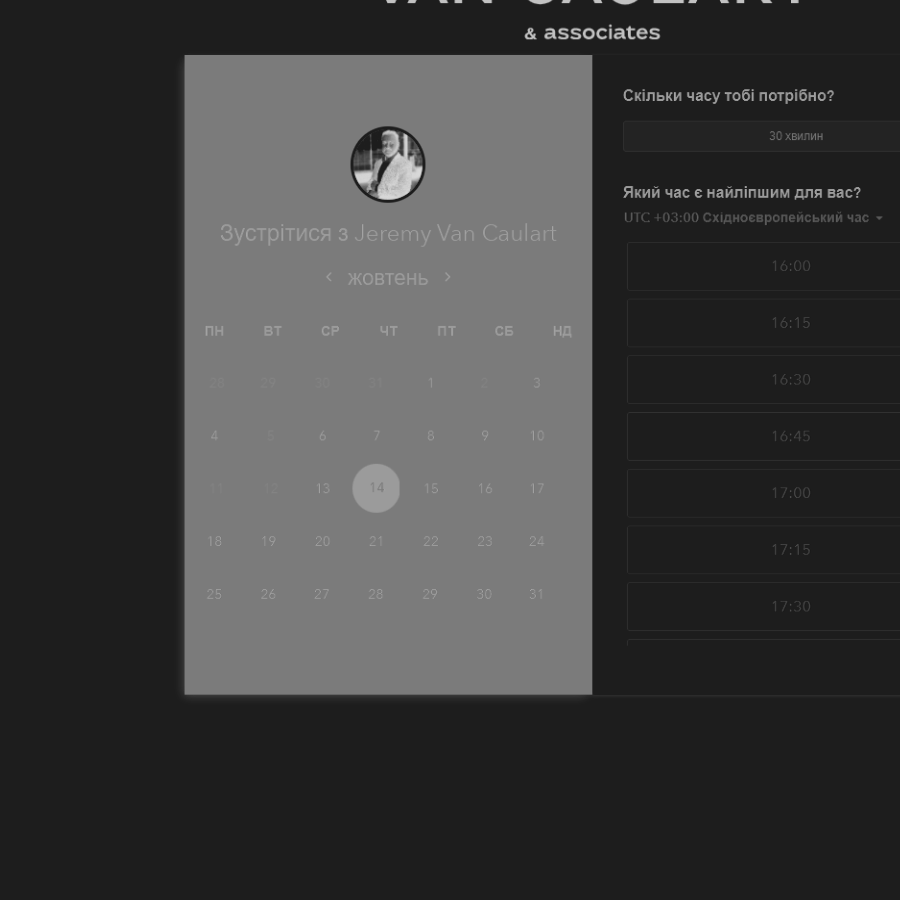 VAN CAULART
& associates
Зустрітися з Jeremy Van Caulart
жовтень
ПН ВТ СР ЧТ ПТ СБ НД
28 29 30 31 1 2 3
4 5 6 7 8 9 10
11 12 13 14 15 16 17
18 19 20 21 22 23 24
25 26 27 28 29 30 31
Скільки часу тобі потрібно?
30 хвилин
Який час є найліпшим для вас?
UTC +03:00 Східноєвропейський час
16:00
16:15
16:30
16:45
17:00
17:15
17:30